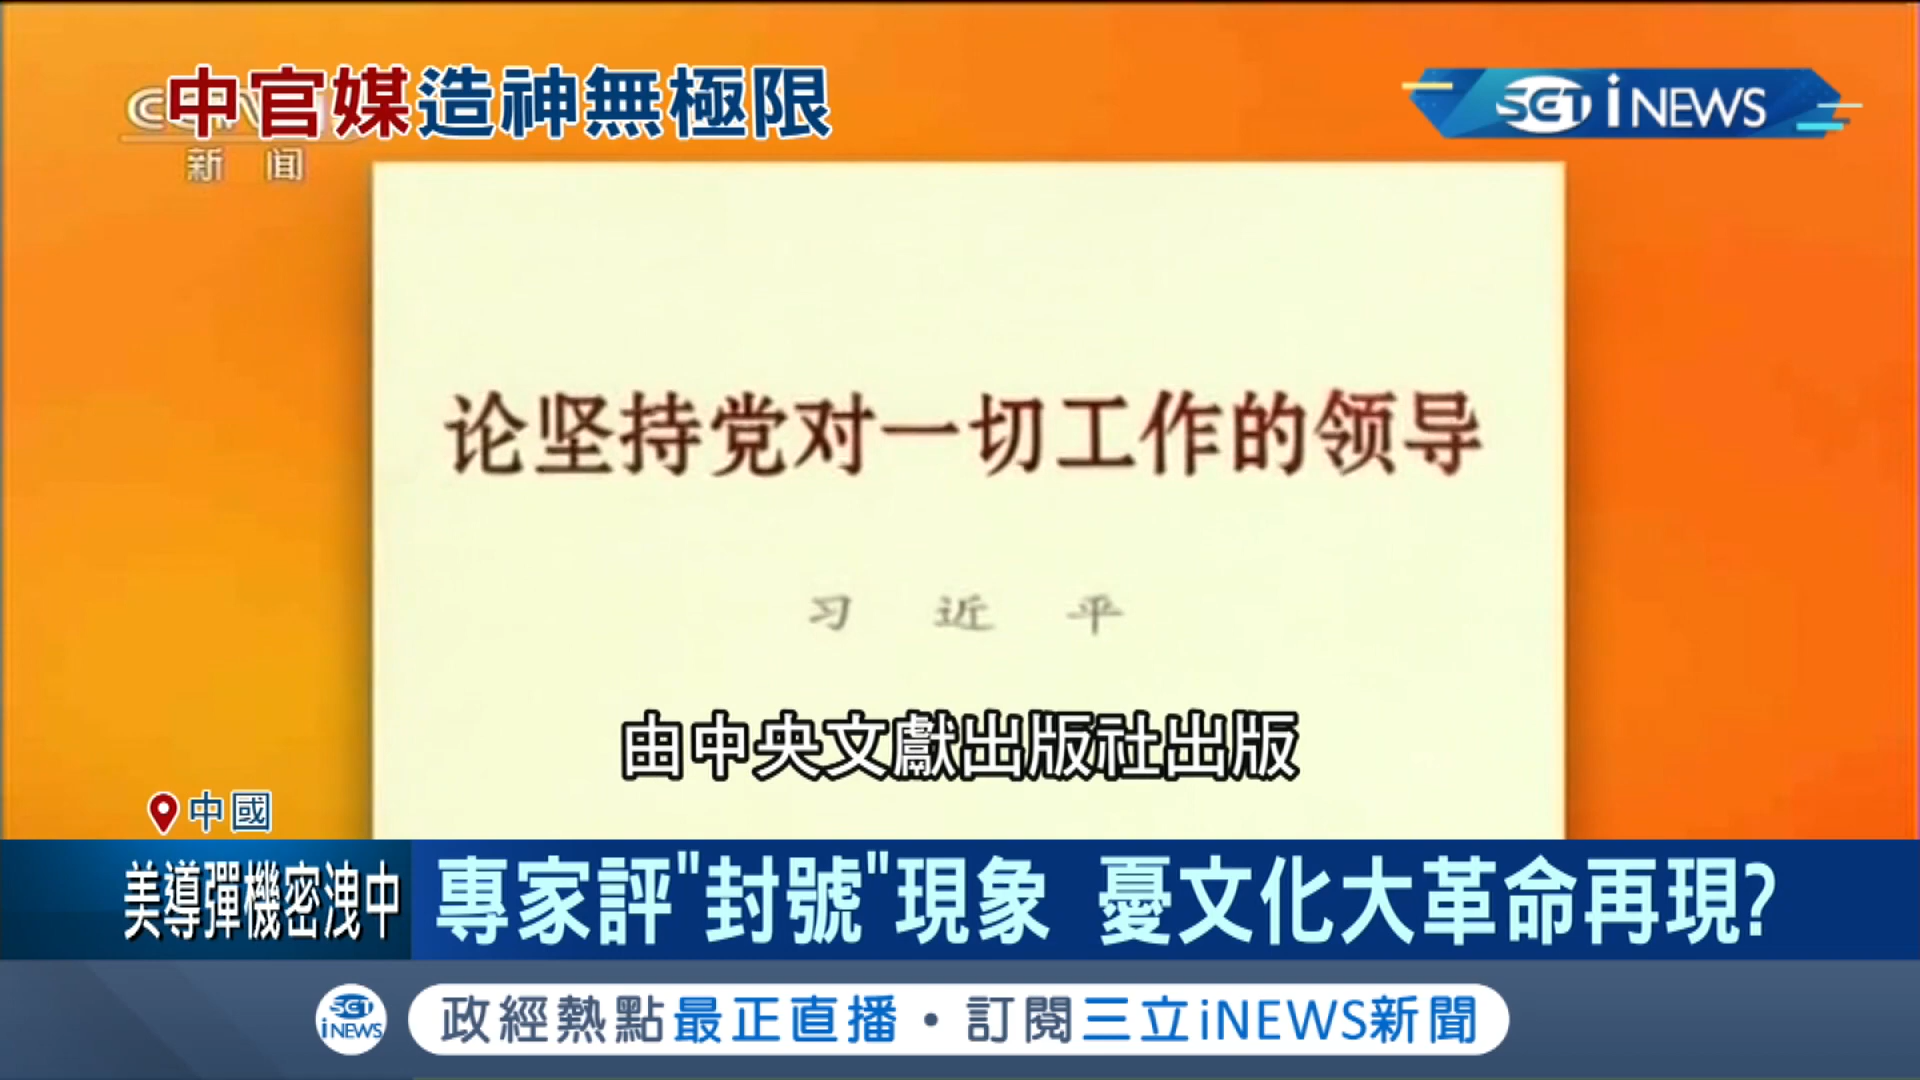 中官媒造神無極限
SET iNEWS
新闻
论坚持党对一切工作的领导
习近平
由中央文獻出版社出版
中國
美導彈機密洩中
專家評"封號"現象 憂文化大革命再現?
SET iNEWS
政經熱點最正直播・訂閱三立iNEWS新聞